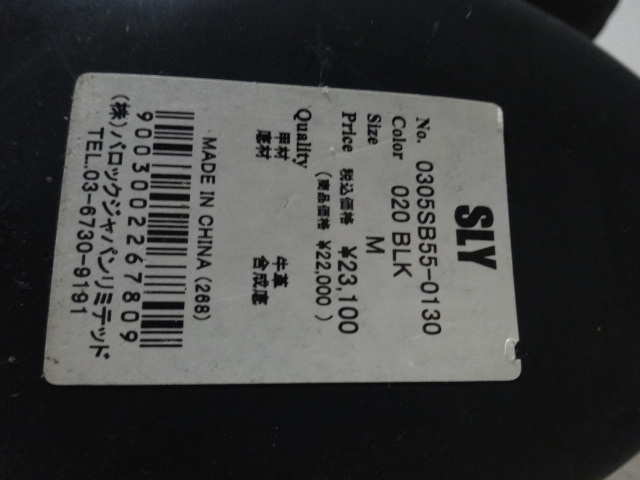 SLY
No. 0305SB55-0130
Color 020 BLK
Size M
Price 税込価格 ¥23,100
(商品価格 ¥22,000)
Quality
甲材 牛革
底材 合成底
MADE IN CHINA (268)
9003002267809
(株)バロックジャパンリミテッド
TEL.03-6730-9191